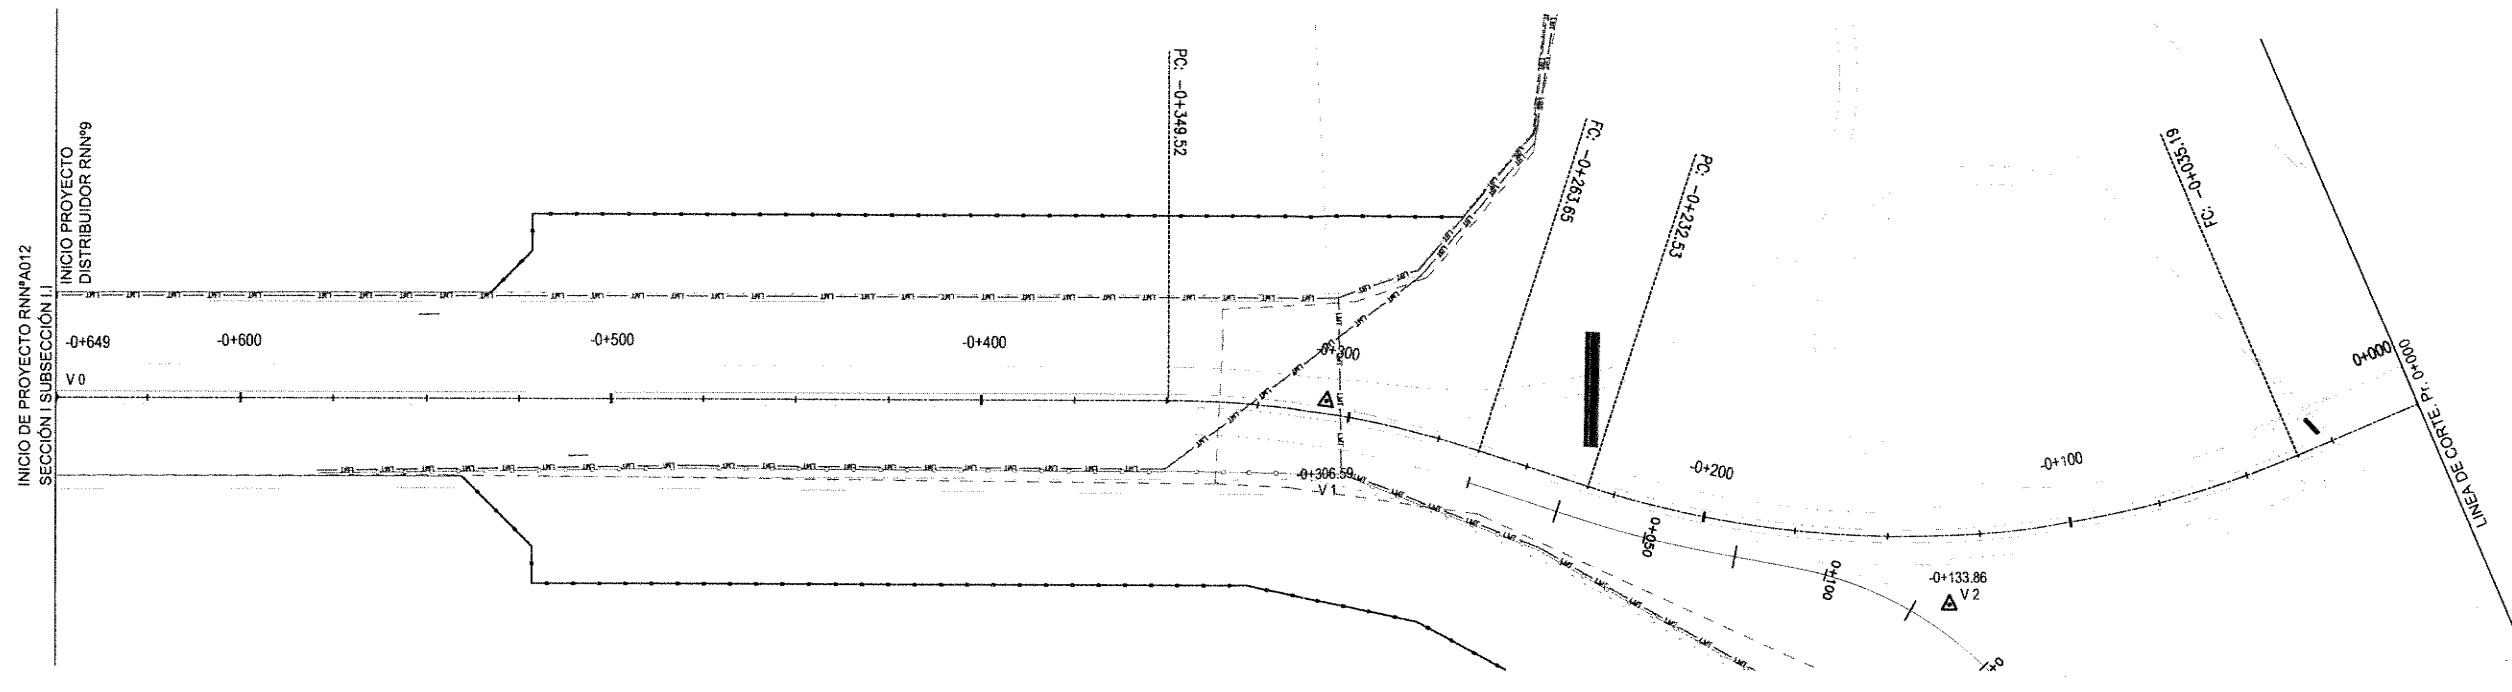 INICIO DE PROYECTO RNNºA012
SECCIÓN I SUBSECCIÓN I.I
INICIO PROYECTO
DISTRIBUIDOR RNNº9
-0+649
V 0
-0+600
-0+500
-0+400
PC: -0+349.52
-0+300
-0+306.59
V 1
FC: -0+263.65
PC: -0+232.53
-0+200
-0+100
0+050
0+100
-0+133.86
V 2
FC: -0+035.19
0+000
LINEA DE CORTE. Pr. 0+000